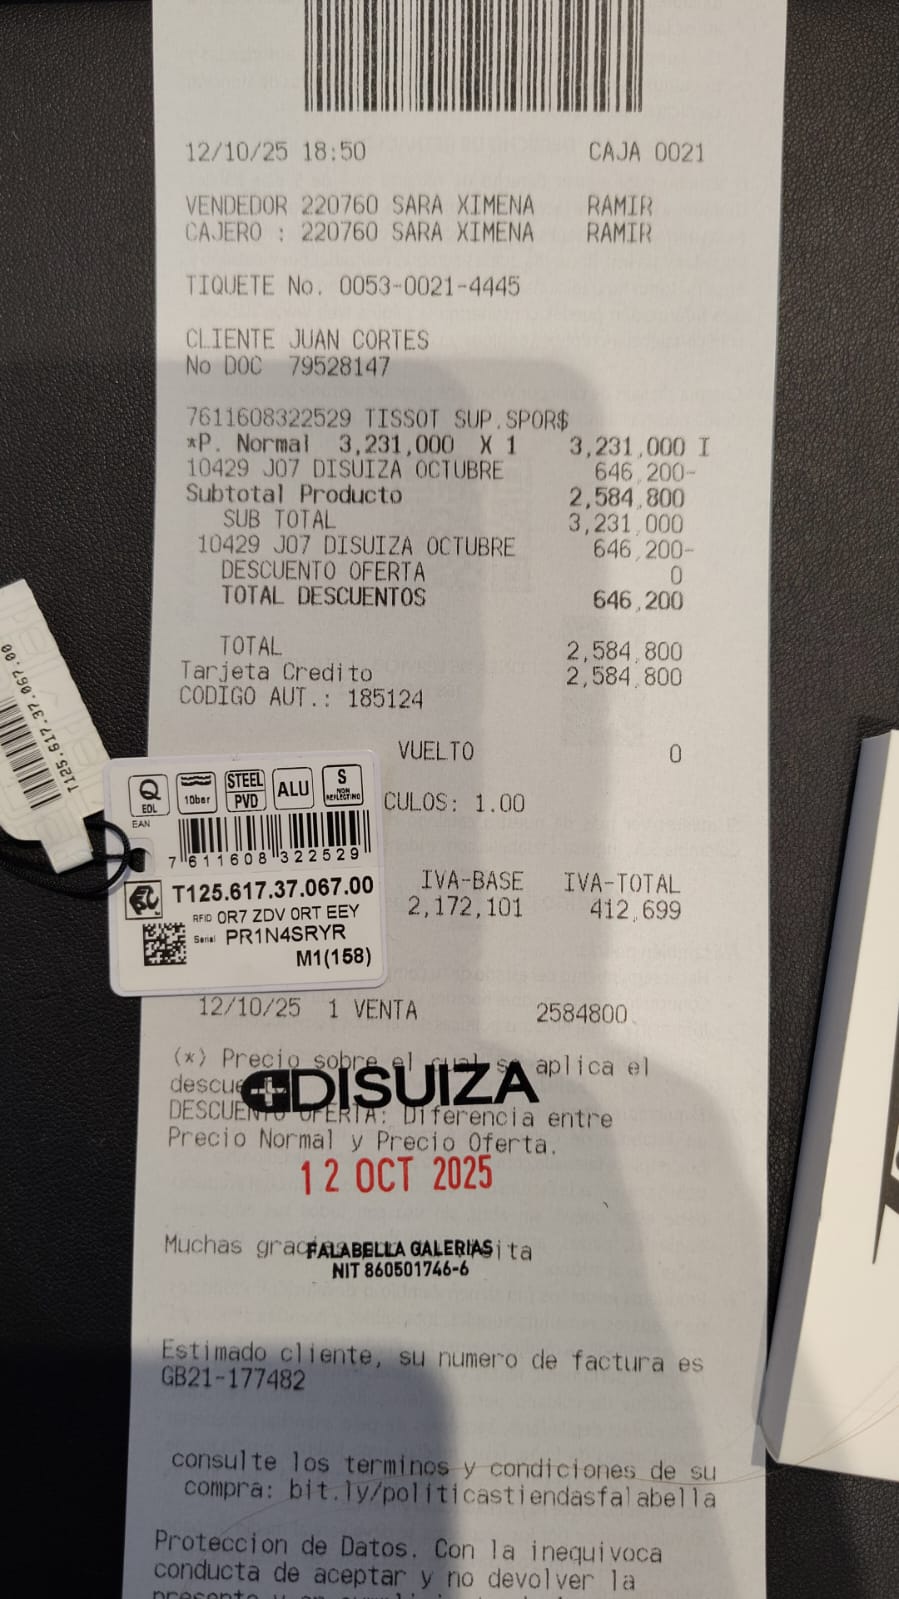 12/10/25 18:50 CAJA 0021
VENDEDOR 220760 SARA XIMENA RAMIR
CAJERO : 220760 SARA XIMENA RAMIR
TIQUETE No. 0053-0021-4445
CLIENTE JUAN CORTES
No DOC 79528147
7611608322529 TISSOT SUP.SPOR$
*P. Normal 3,231,000 X 1 3,231,000 I
10429 J07 DISUIZA OCTUBRE 646,200-
Subtotal Producto 2,584,800
SUB TOTAL 3,231,000
10429 J07 DISUIZA OCTUBRE 646,200-
DESCUENTO OFERTA 0
TOTAL DESCUENTOS 646,200
TOTAL 2,584,800
Tarjeta Credito 2,584,800
CODIGO AUT.: 185124
VUELTO 0
CULOS: 1.00
IVA-BASE IVA-TOTAL
2,172,101 412,699
T125.617.37.067.00
Q EDL
10bar
STEEL PVD
ALU
S NON REFLECTING
EAN
7 611608 322529
T125.617.37.067.00
RFID 0R7 ZDV 0RT EEY
Serial PR1N4SRYR
M1(158)
12/10/25 1 VENTA 2584800
(*) Precio sobre el cual se aplica el
descue
DISUIZA
DESCUENTO OFERTA: Diferencia entre
Precio Normal y Precio Oferta.
12 OCT 2025
Muchas grac ita
FALABELLA GALERIAS
NIT 860501746-6
Estimado cliente, su numero de factura es
GB21-177482
consulte los terminos y condiciones de su
compra: bit.ly/politicastiendasfalabella
Proteccion de Datos. Con la inequivoca
conducta de aceptar y no devolver la